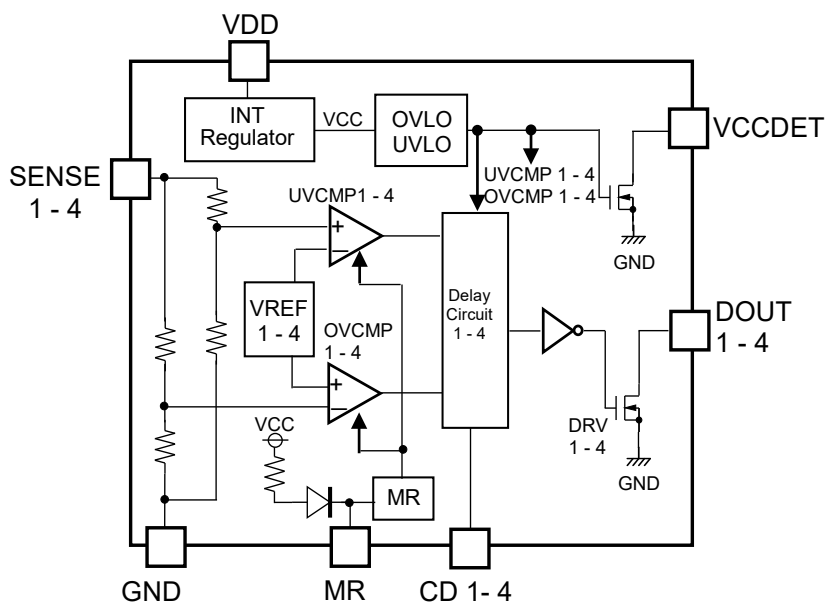 VDD
INT
Regulator
VCC
OVLO
UVLO
VCCDET
SENSE
1 - 4
UVCMP1 - 4
UVCMP 1 - 4
OVCMP 1 - 4
GND
VREF
1 - 4
OVCMP
1 - 4
Delay
Circuit
1 - 4
DOUT
1 - 4
VCC
DRV
1 - 4
GND
MR
GND
MR
CD 1- 4